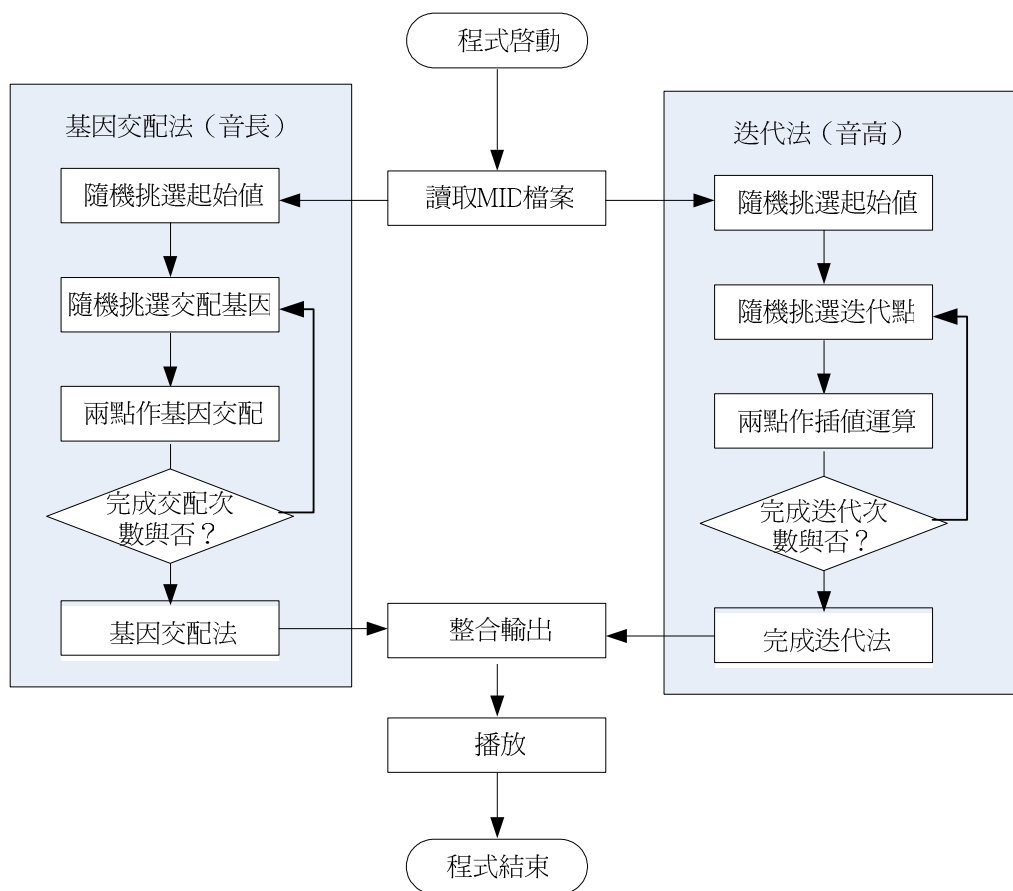 程式啓動
讀取MID檔案
基因交配法（音長）
隨機挑選起始值
隨機挑選交配基因
兩點作基因交配
完成交配次
數與否？
基因交配法
迭代法（音高）
隨機挑選起始值
隨機挑選迭代點
兩點作插值運算
完成迭代次
數與否？
完成迭代法
整合輸出
播放
程式結束